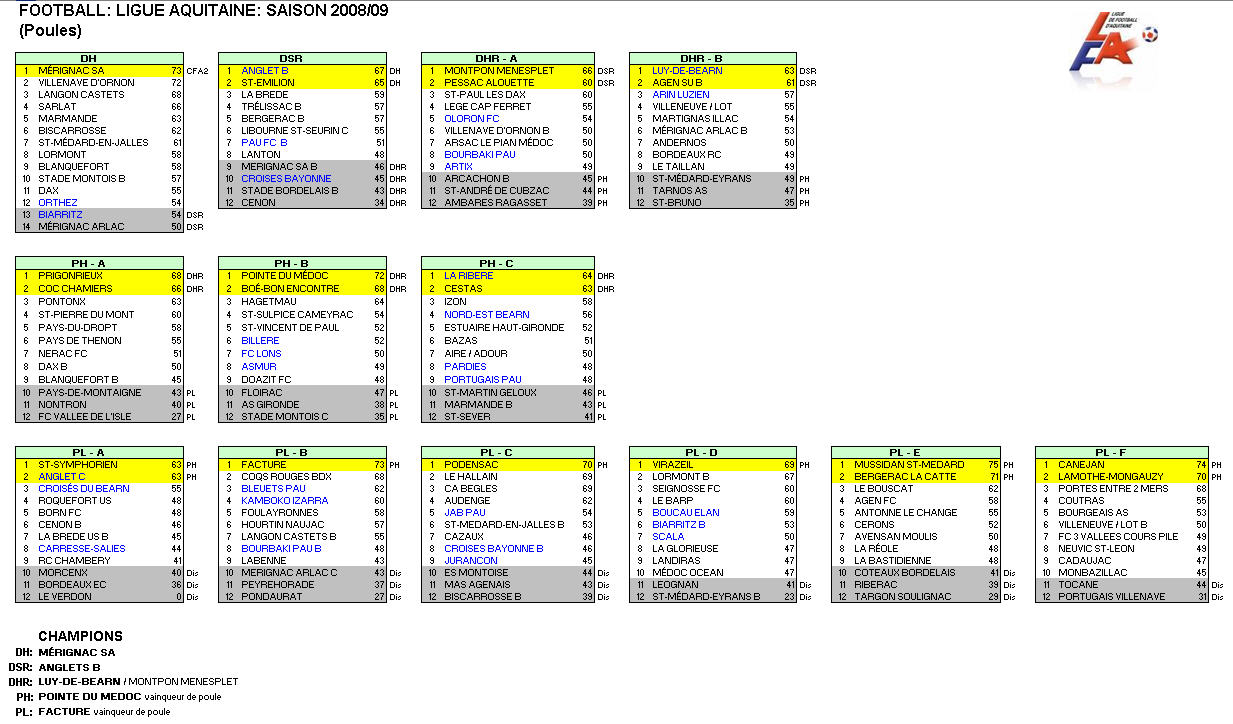 FOOTBALL: LIGUE AQUITAINE: SAISON 2008/09
(Poules)
LIGUE
DE FOOTBALL
D'AQUITAINE
LFA
DH
1 MÉRIGNAC SA 73 CFA2
2 VILLENAVE D'ORNON 72
3 LANGON CASTETS 68
4 SARLAT 66
5 MARMANDE 63
6 BISCARROSSE 62
7 ST-MÉDARD-EN-JALLES 61
8 LORMONT 58
9 BLANQUEFORT 58
10 STADE MONTOIS B 57
11 DAX 55
12 ORTHEZ 54
13 BIARRITZ 54 DSR
14 MÉRIGNAC ARLAC 50 DSR
DSR
1 ANGLET B 67 DH
2 ST-EMILION 65 DH
3 LA BREDE 59
4 TRÉLISSAC B 57
5 BERGERAC B 57
6 LIBOURNE ST-SEURIN C 55
7 PAU FC B 51
8 LANTON 48
9 MERIGNAC SA B 46 DHR
10 CROISES BAYONNE 45 DHR
11 STADE BORDELAIS B 43 DHR
12 CENON 34 DHR
DHR - A
1 MONTPON MENESPLET 66 DSR
2 PESSAC ALOUETTE 60 DSR
3 ST-PAUL LES DAX 60
4 LEGE CAP FERRET 55
5 OLORON FC 54
6 VILLENAVE D'ORNON B 50
7 ARSAC LE PIAN MÉDOC 50
8 BOURBAKI PAU 50
9 ARTIX 49
10 ARCACHON B 45 PH
11 ST-ANDRÉ DE CUBZAC 44 PH
12 AMBARES RAGASSET 39 PH
DHR - B
1 LUY-DE-BEARN 63 DSR
2 AGEN SU B 61 DSR
3 ARIN LUZIEN 57
4 VILLENEUVE / LOT 55
5 MARTIGNAS ILLAC 54
6 MÉRIGNAC ARLAC B 53
7 ANDERNOS 50
8 BORDEAUX RC 49
9 LE TAILLAN 49
10 ST-MÉDARD-EYRANS 49 PH
11 TARNOS AS 47 PH
12 ST-BRUNO 35 PH
PH - A
1 PRIGONRIEUX 68 DHR
2 COC CHAMIERS 66 DHR
3 PONTONX 63
4 ST-PIERRE DU MONT 60
5 PAYS-DU-DROPT 58
6 PAYS DE THENON 55
7 NERAC FC 51
8 DAX B 50
9 BLANQUEFORT B 45
10 PAYS-DE-MONTAIGNE 43 PL
11 NONTRON 40 PL
12 FC VALLEE DE L'ISLE 27 PL
PH - B
1 POINTE DU MÉDOC 72 DHR
2 BOÉ-BON ENCONTRE 68 DHR
3 HAGETMAU 64
4 ST-SULPICE CAMEYRAC 54
5 ST-VINCENT DE PAUL 52
6 BILLERE 52
7 FC LONS 50
8 ASMUR 49
9 DOAZIT FC 48
10 FLOIRAC 47 PL
11 AS GIRONDE 38 PL
12 STADE MONTOIS C 35 PL
PH - C
1 LA RIBERE 64 DHR
2 CESTAS 63 DHR
3 IZON 58
4 NORD-EST BEARN 56
5 ESTUAIRE HAUT-GIRONDE 52
6 BAZAS 51
7 AIRE / ADOUR 50
8 PARDIES 48
9 PORTUGAIS PAU 48
10 ST-MARTIN GELOUX 46 PL
11 MARMANDE B 43 PL
12 ST-SEVER 41 PL
PL - A
1 ST-SYMPHORIEN 63 PH
2 ANGLET C 63 PH
3 CROISÉS DU BEARN 55
4 ROQUEFORT US 48
5 BORN FC 48
6 CENON B 46
7 LA BREDE US B 45
8 CARRESSE-SALIES 44
9 RC CHAMBERY 41
10 MORCENX 40 Dis
11 BORDEAUX EC 36 Dis
12 LE VERDON 0 Dis
PL - B
1 FACTURE 73 PH
2 COQS ROUGES BDX 68
3 BLEUETS PAU 62
4 KAMBOKO IZARRA 60
5 FOULAYRONNES 58
6 HOURTIN NAUJAC 57
7 LANGON CASTETS B 55
8 BOURBAKI PAU B 48
9 LABENNE 43
10 MERIGNAC ARLAC C 43 Dis
11 PEYREHORADE 37 Dis
12 PONDAURAT 27 Dis
PL - C
1 PODENSAC 70 PH
2 LE HALLAIN 69
3 CA BEGLES 69
4 AUDENGE 62
5 JAB PAU 54
6 ST-MEDARD-EN-JALLES B 53
7 CAZAUX 46
8 CROISES BAYONNE B 46
9 JURANCON 45
10 ES MONTOISE 44 Dis
11 MAS AGENAIS 43 Dis
12 BISCARROSSE B 39 Dis
PL - D
1 VIRAZEIL 69 PH
2 LORMONT B 67
3 SEIGNOSSE FC 60
4 LE BARP 60
5 BOUCAU ELAN 59
6 BIARRITZ B 53
7 SCALA 50
8 LA GLORIEUSE 47
9 LANDIRAS 47
10 MÉDOC OCEAN 47
11 LEOGNAN 41 Dis
12 ST-MÉDARD-EYRANS B 23 Dis
PL - E
1 MUSSIDAN ST-MEDARD 75 PH
2 BERGERAC LA CATTE 71 PH
3 LE BOUSCAT 62
4 AGEN FC 58
5 ANTONNE LE CHANGE 55
6 CERONS 52
7 AVENSAN MOULIS 50
8 LA RÉOLE 48
9 LA BASTIDIENNE 48
10 COTEAUX BORDELAIS 41 Dis
11 RIBERAC 39 Dis
12 TARGON SOULIGNAC 29 Dis
PL - F
1 CANEJAN 74 PH
2 LAMOTHE-MONGAUZY 70 PH
3 PORTES ENTRE 2 MERS 68
4 COUTRAS 55
5 BOURGEAIS AS 53
6 VILLENEUVE / LOT B 50
7 FC 3 VALLEES COURS PILE 49
8 NEUVIC ST-LEON 49
9 CADAUJAC 47
10 MONBAZILLAC 45
11 TOCANE 44 Dis
12 PORTUGAIS VILLENAVE 31 Dis
CHAMPIONS
DH: MÉRIGNAC SA
DSR: ANGLETS B
DHR: LUY-DE-BEARN / MONTPON MENESPLET
PH: POINTE DU MEDOC vainqueur de poule
PL: FACTURE vainqueur de poule